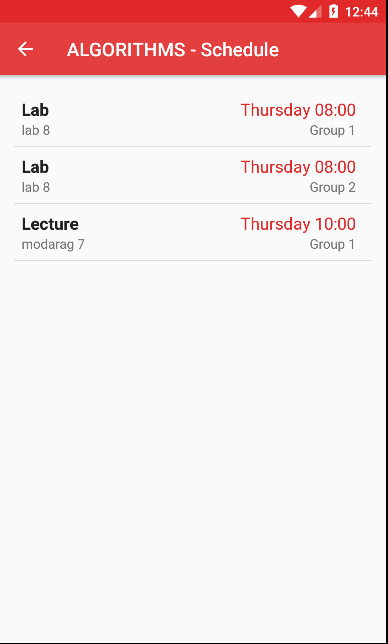 12:44
ALGORITHMS - Schedule
Lab Thursday 08:00
lab 8 Group 1
Lab Thursday 08:00
lab 8 Group 2
Lecture Thursday 10:00
modarag 7 Group 1